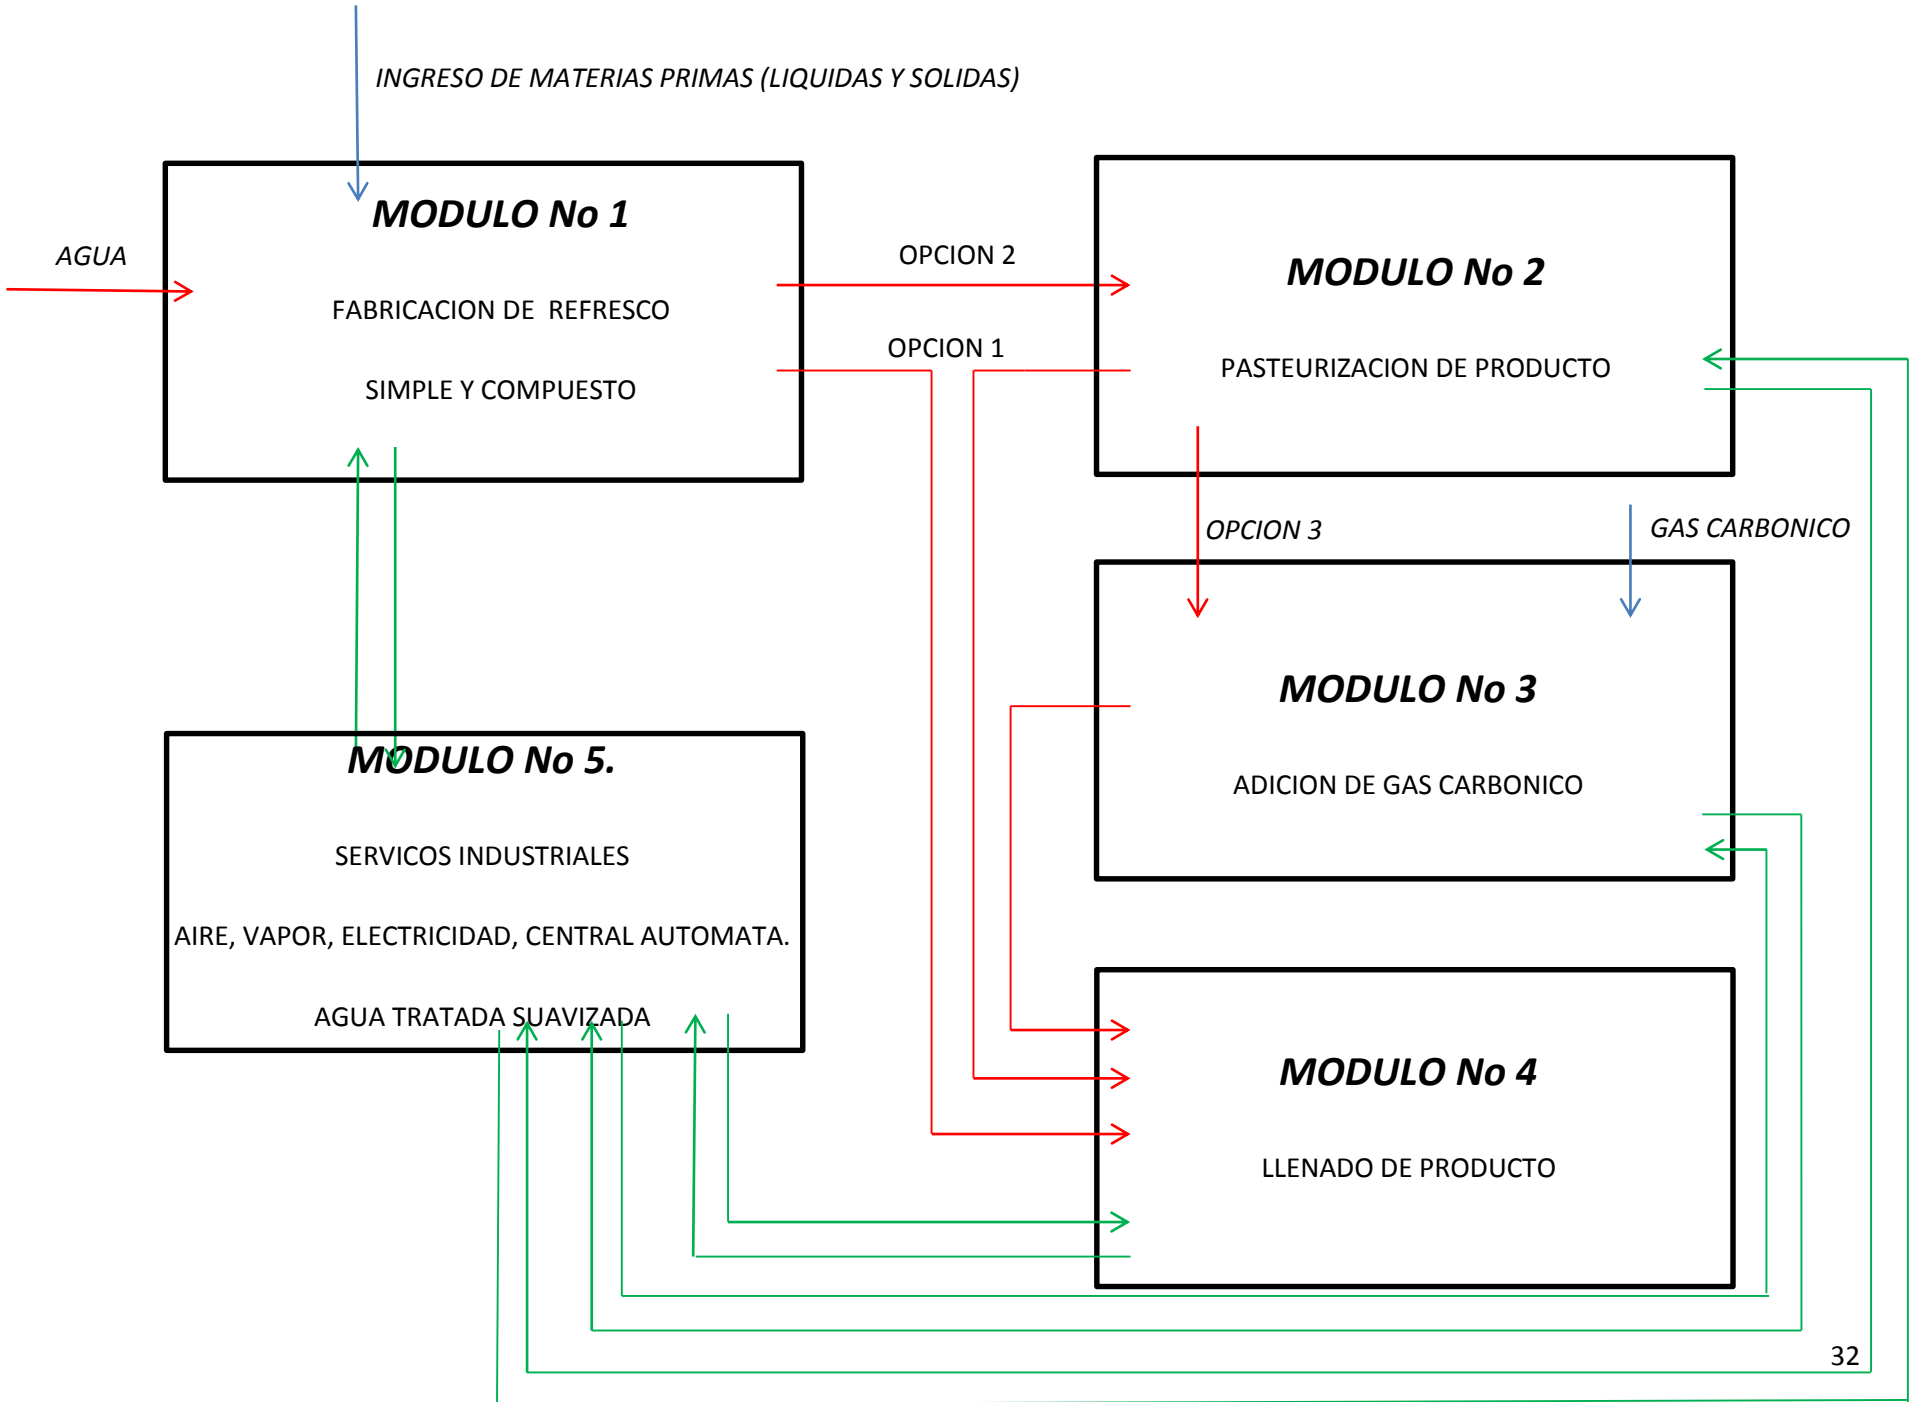 INGRESO DE MATERIAS PRIMAS (LIQUIDAS Y SOLIDAS)
AGUA
MODULO No 1
FABRICACION DE REFRESCO
SIMPLE Y COMPUESTO
OPCION 2
OPCION 1
MODULO No 2
PASTEURIZACION DE PRODUCTO
OPCION 3
GAS CARBONICO
MODULO No 3
ADICION DE GAS CARBONICO
MODULO No 5.
SERVICOS INDUSTRIALES
AIRE, VAPOR, ELECTRICIDAD, CENTRAL AUTOMATA.
AGUA TRATADA SUAVIZADA
MODULO No 4
LLENADO DE PRODUCTO
32